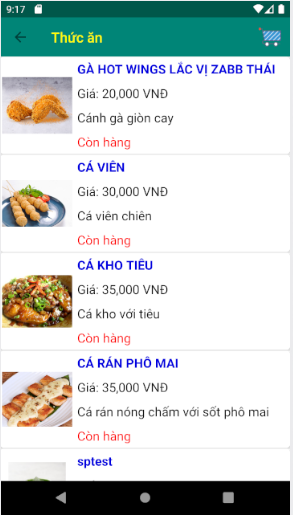 9:17
Thức ăn
GÀ HOT WINGS LẮC VỊ ZABB THÁI
Giá: 20,000 VNĐ
Cánh gà giòn cay
Còn hàng
CÁ VIÊN
Giá: 30,000 VNĐ
Cá viên chiên
Còn hàng
CÁ KHO TIÊU
Giá: 35,000 VNĐ
Cá kho với tiêu
Còn hàng
CÁ RÁN PHÔ MAI
Giá: 35,000 VNĐ
Cá rán nóng chấm với sốt phô mai
Còn hàng
sptest